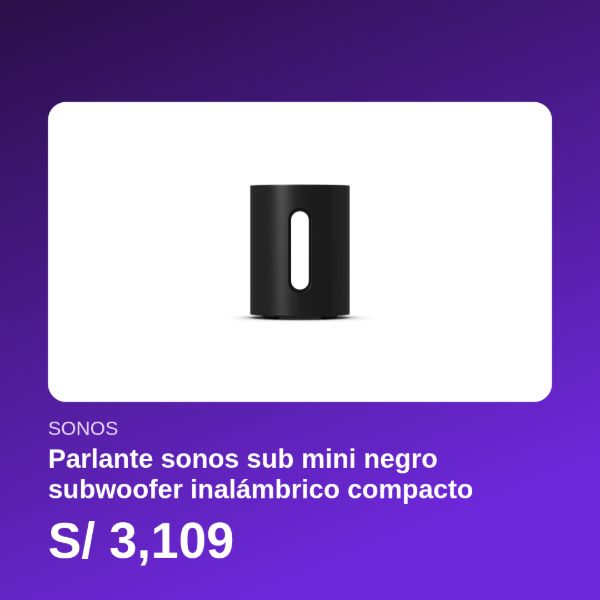 SONOS
Parlante sonos sub mini negro
subwoofer inalámbrico compacto
S/ 3,109